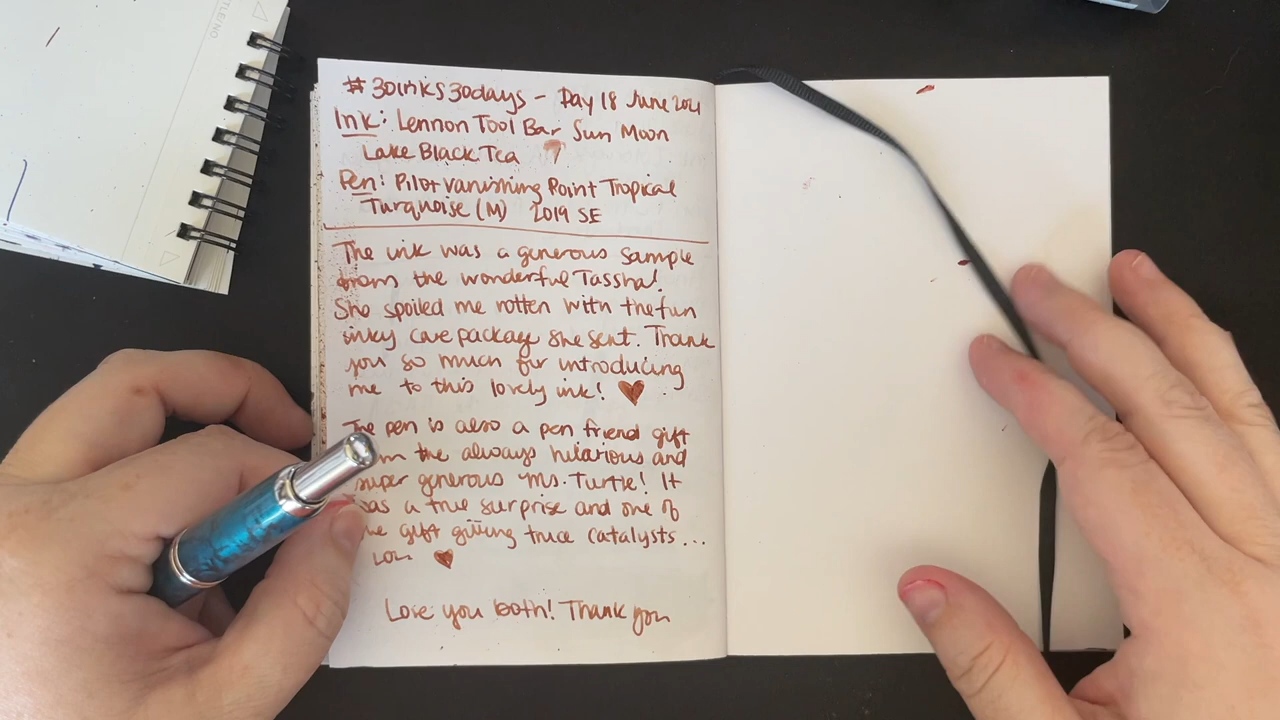 #30inks30days - Day 18 June 2021
Ink: Lennon Tool Bar Sun Moon
Lake Black Tea
Pen: Pilot Vanishing Point Tropical
Turquoise (M) 2019 SE
The ink was a generous sample
from the wonderful Tassha!
She spoiled me rotten with the fun
inky care package she sent. Thank
you so much for introducing
me to this lovely ink! ♥
The pen is also a pen friend gift
the always hilarious and
super generous Ms. Turtle! It
was a true surprise and one of
gift giving truce catalysts...
LOL ♥
Love you both! Thank you